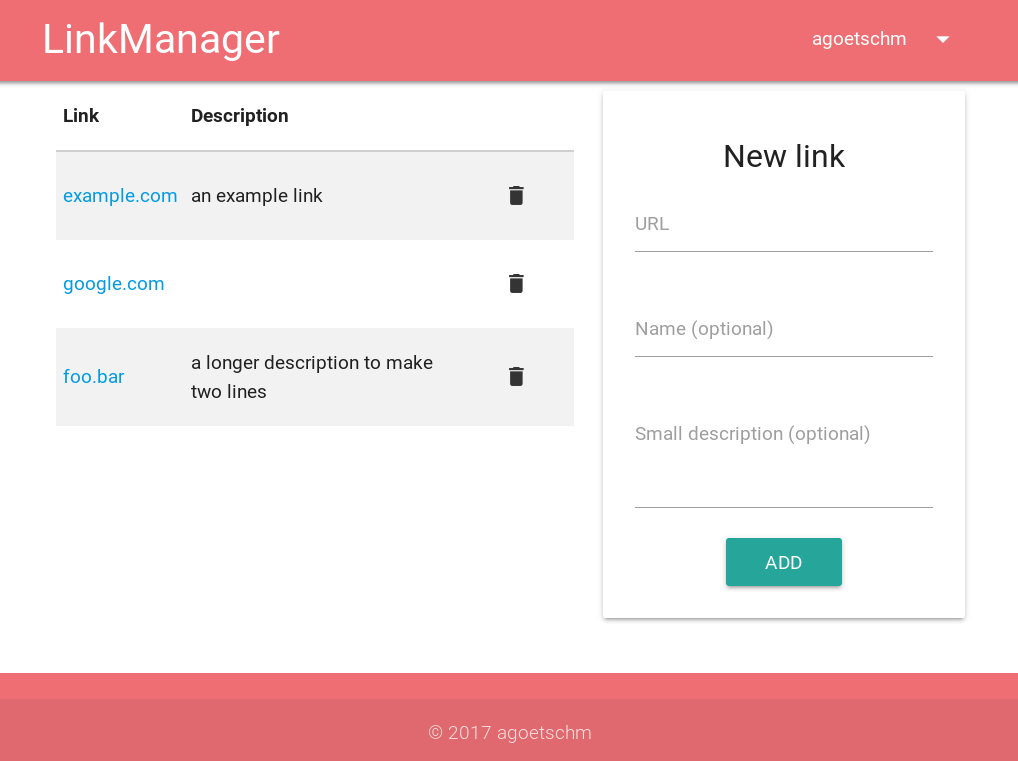 LinkManager
agoetschm
Link Description
example.com an example link
google.com
foo.bar a longer description to make
two lines
New link
URL
Name (optional)
Small description (optional)
ADD
© 2017 agoetschm